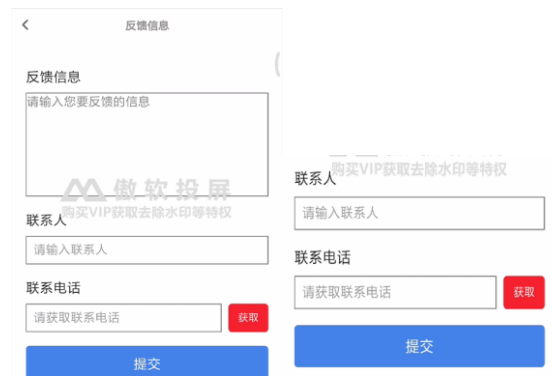 反馈信息
反馈信息
请输入您要反馈的信息
傲软投屏
购买VIP获取去除水印等特权
联系人
请输入联系人
联系电话
请获取联系电话
获取
提交
购买VIP获取去除水印等特权
联系人
请输入联系人
联系电话
请获取联系电话
获取
提交